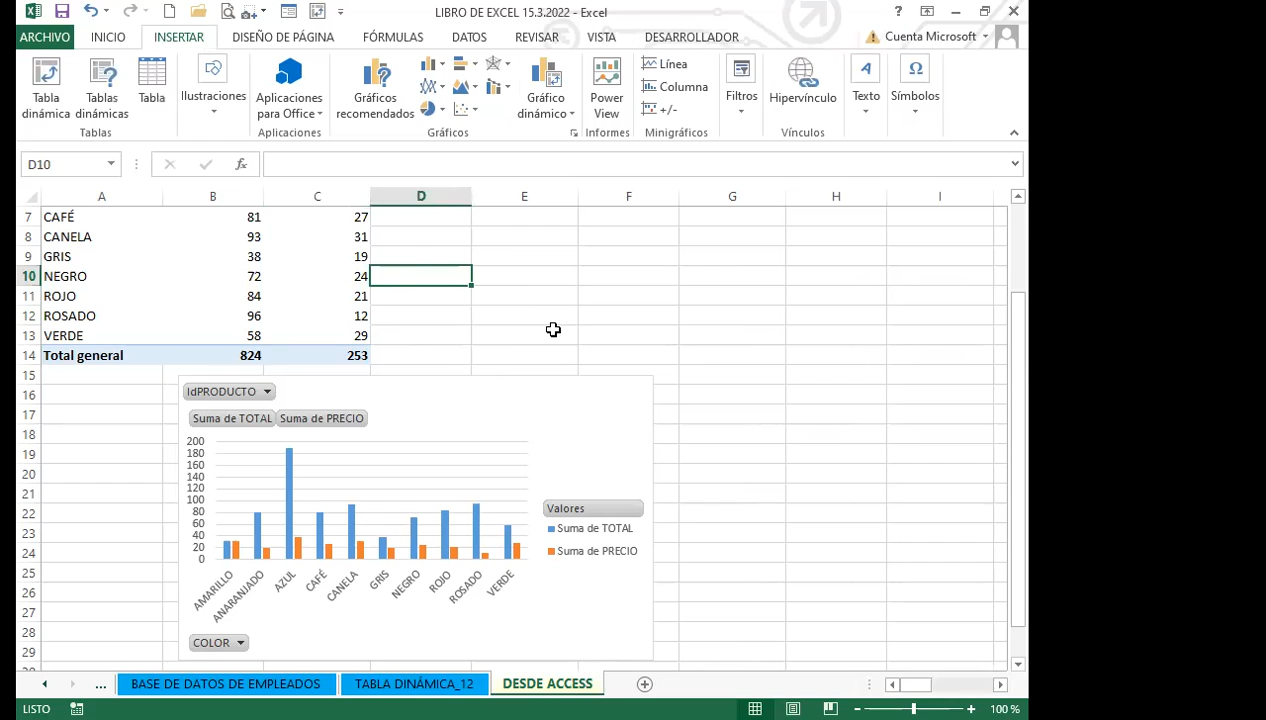 LIBRO DE EXCEL 15.3.2022 - Excel
ARCHIVO INICIO INSERTAR DISEÑO DE PÁGINA FÓRMULAS DATOS REVISAR VISTA DESARROLLADOR Cuenta Microsoft
Tabla dinámica
Tablas dinámicas
Tabla
Tablas
Ilustraciones
Aplicaciones para Office
Aplicaciones
Gráficos recomendados
Gráfico dinámico
Gráficos
Power View
Informes
Línea
Columna
+/-
Minigráficos
Filtros
Hipervínculo
Vínculos
Texto
Símbolos
D10 fx
A B C D E F G H I
7 CAFÉ 81 27
8 CANELA 93 31
9 GRIS 38 19
10 NEGRO 72 24
11 ROJO 84 21
12 ROSADO 96 12
13 VERDE 58 29
14 Total general 824 253
15
16
17
18
19
20
21
22
23
24
25
26
27
28
29
IdPRODUCTO
Suma de TOTAL Suma de PRECIO
200
180
160
140
120
100
80
60
40
20
0
AMARILLO ANARANJADO AZUL CAFÉ CANELA GRIS NEGRO ROJO ROSADO VERDE
Valores
Suma de TOTAL
Suma de PRECIO
COLOR
... BASE DE DATOS DE EMPLEADOS TABLA DINÁMICA_12 DESDE ACCESS
LISTO 100 %